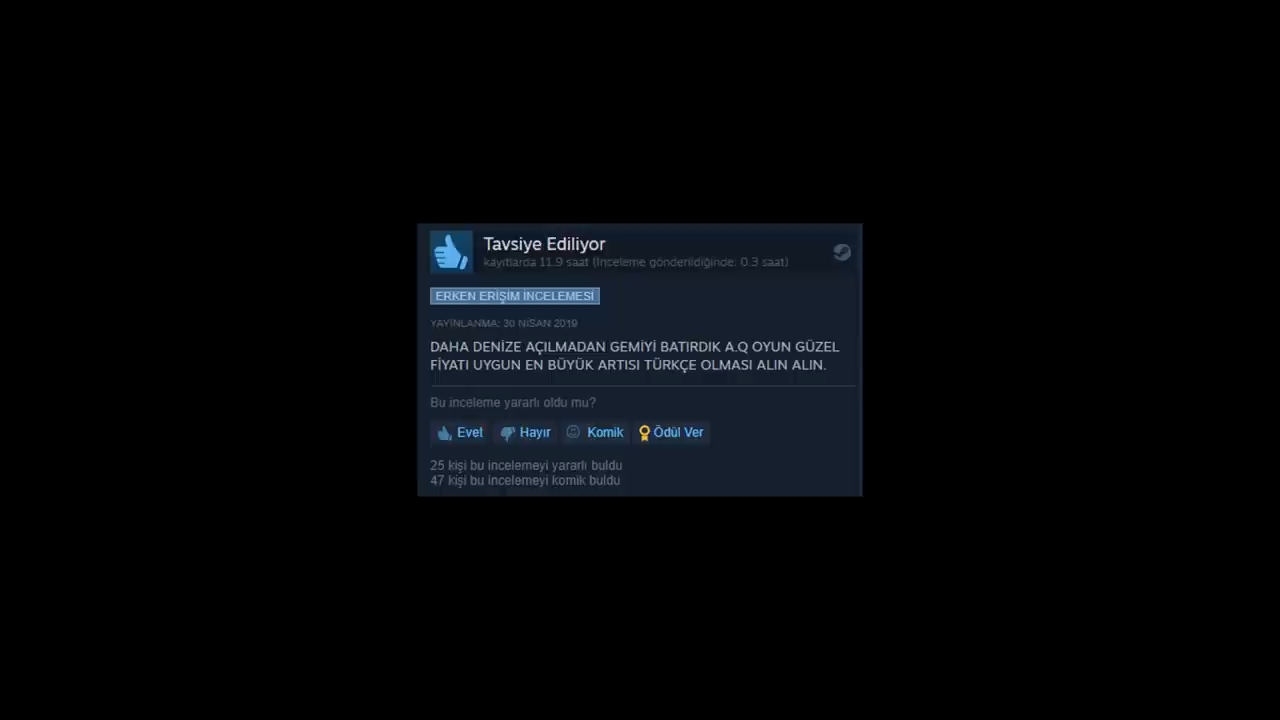 Tavsiye Ediliyor
kayıtlarda 11.9 saat (İnceleme gönderildiğinde: 0.3 saat)
ERKEN ERİŞİM İNCELEMESİ
YAYINLANMA: 30 NİSAN 2019
DAHA DENİZE AÇILMADAN GEMİYİ BATIRDIK A.Q OYUN GÜZEL
FİYATI UYGUN EN BÜYÜK ARTISI TÜRKÇE OLMASI ALIN ALIN.
Bu inceleme yararlı oldu mu?
Evet Hayır Komik Ödül Ver
25 kişi bu incelemeyi yararlı buldu
47 kişi bu incelemeyi komik buldu